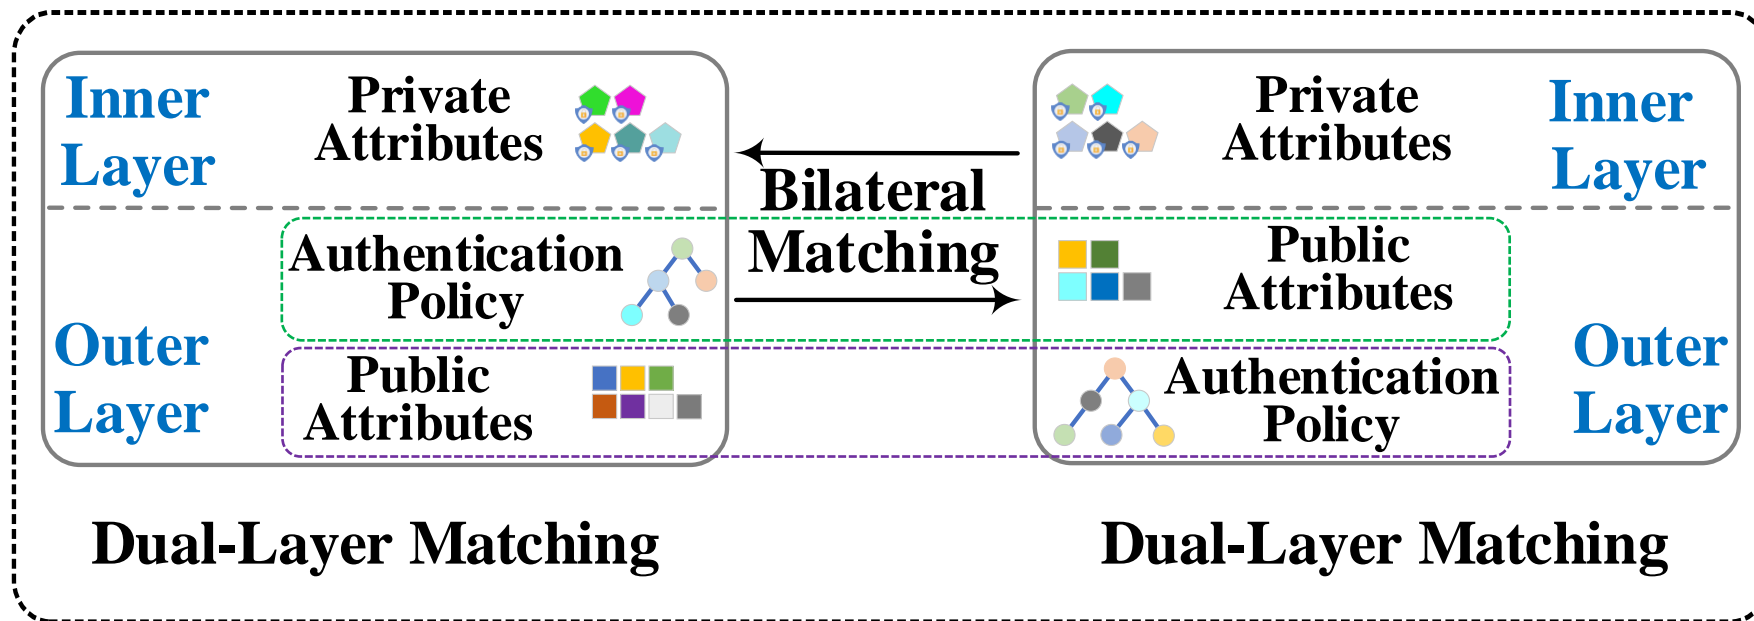 Inner
Layer
Private
Attributes
Authentication
Policy
Outer
Layer
Public
Attributes
Bilateral
Matching
Private
Attributes
Inner
Layer
Public
Attributes
Authentication
Policy
Outer
Layer
Dual-Layer Matching
Dual-Layer Matching